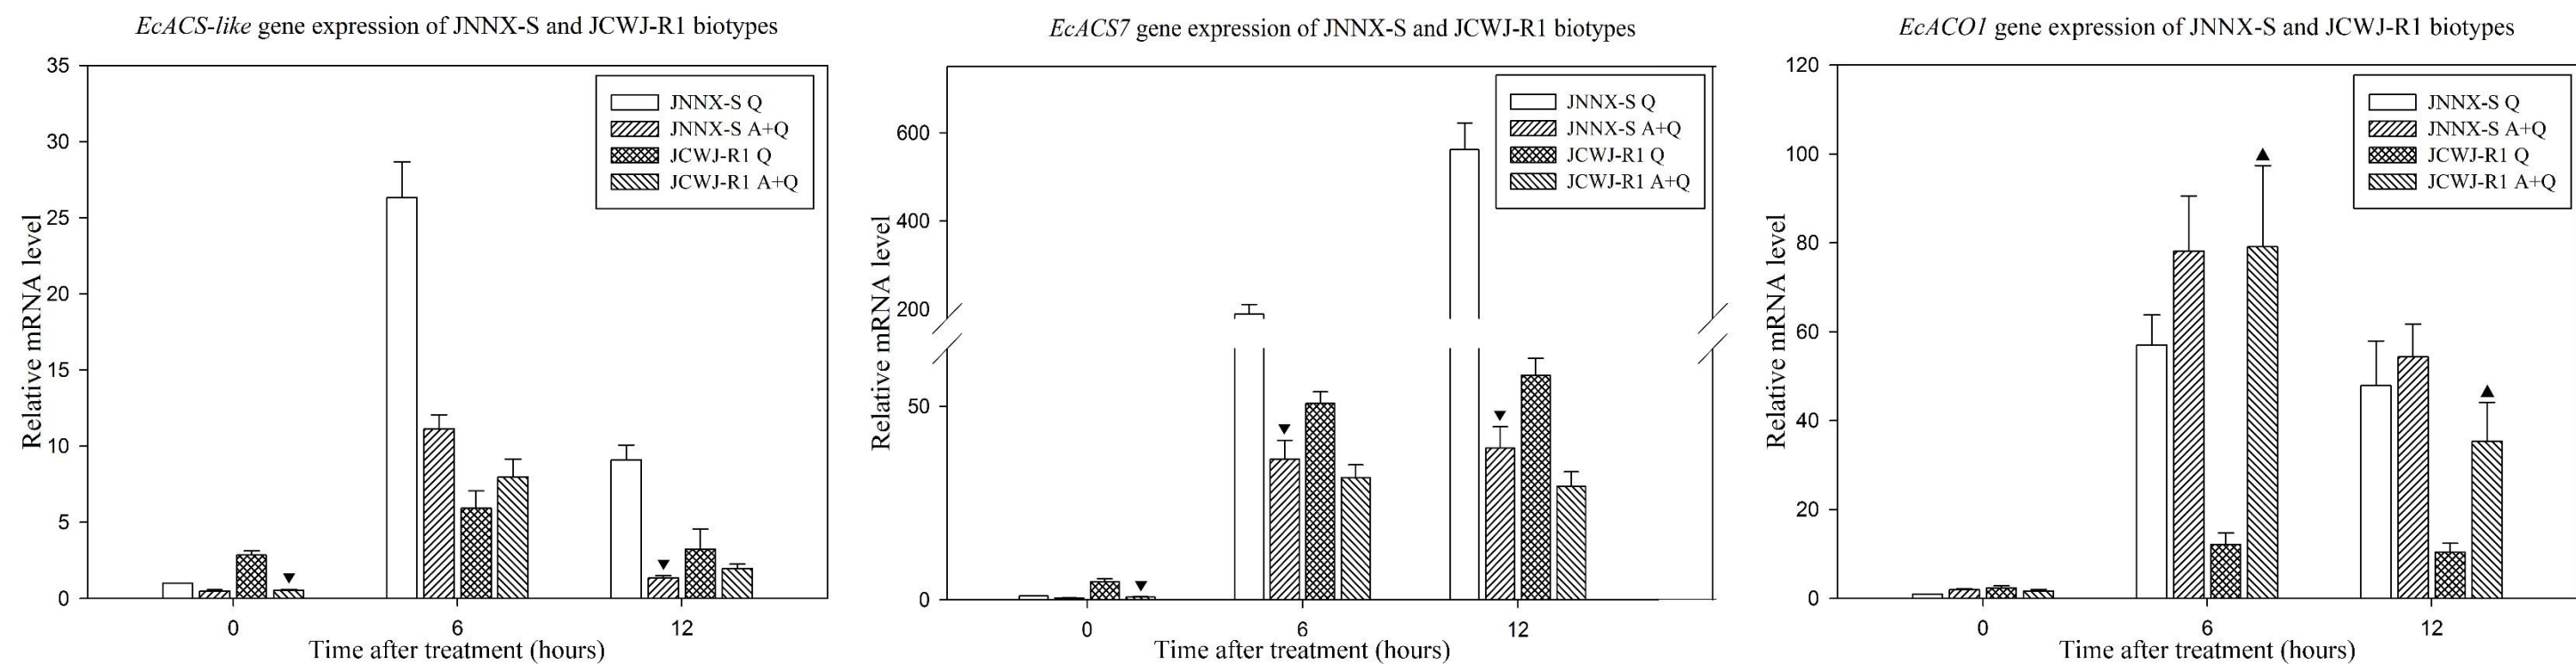 EcACS-like gene expression of JNNX-S and JCWJ-R1 biotypes
35
30
25
20
15
10
5
0
Relative mRNA level
JNNX-S Q
JNNX-S A+Q
JCWJ-R1 Q
JCWJ-R1 A+Q
0 6 12
Time after treatment (hours)
EcACS7 gene expression of JNNX-S and JCWJ-R1 biotypes
600
400
200
50
0
Relative mRNA level
JNNX-S Q
JNNX-S A+Q
JCWJ-R1 Q
JCWJ-R1 A+Q
0 6 12
Time after treatment (hours)
EcACO1 gene expression of JNNX-S and JCWJ-R1 biotypes
120
100
80
60
40
20
0
Relative mRNA level
JNNX-S Q
JNNX-S A+Q
JCWJ-R1 Q
JCWJ-R1 A+Q
0 6 12
Time after treatment (hours)